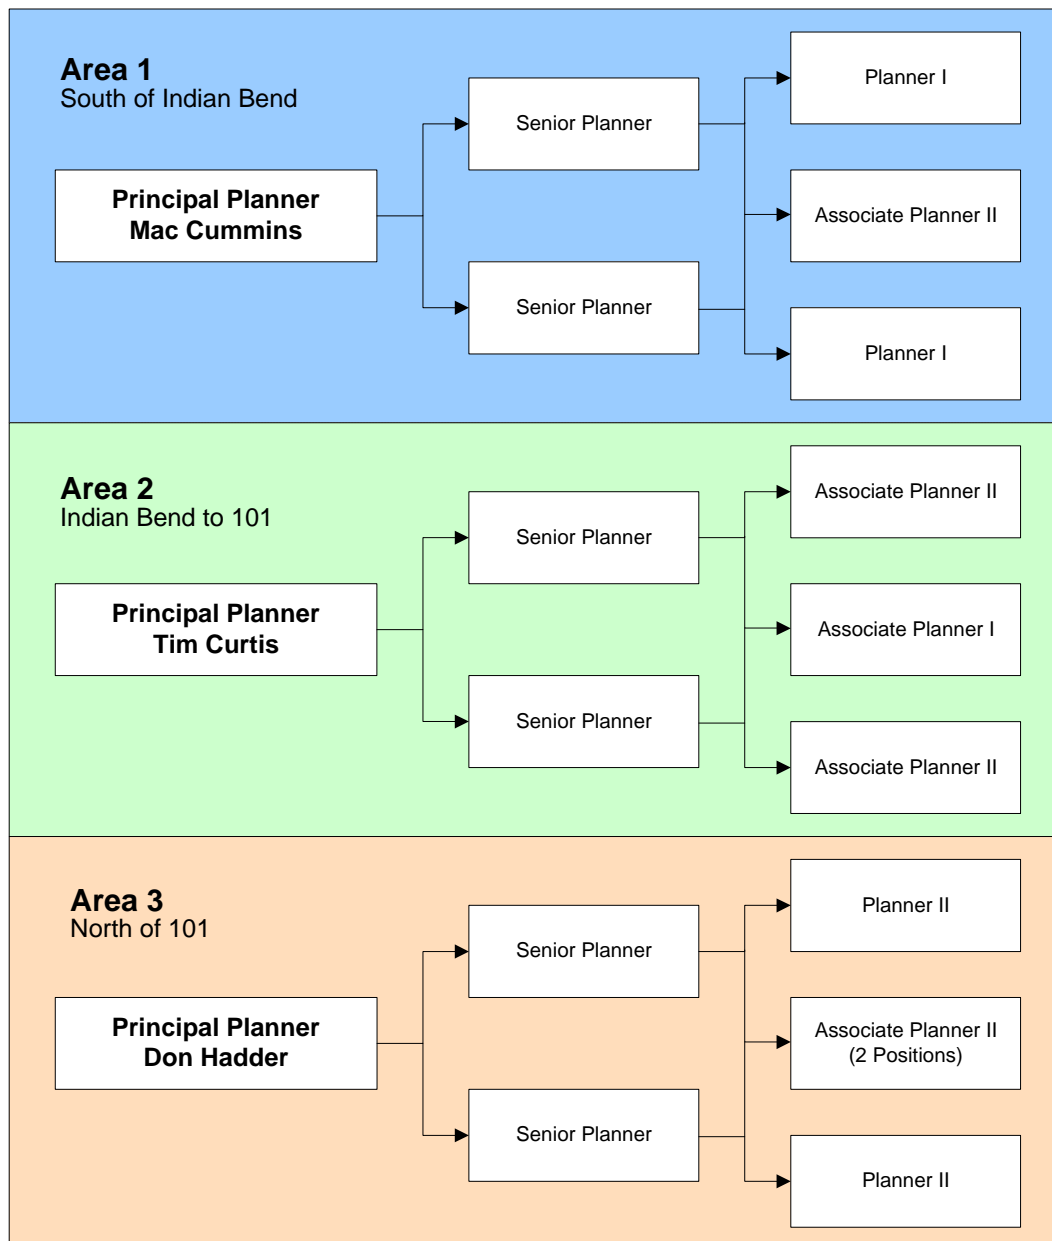 Area 1
South of Indian Bend
Principal Planner
Mac Cummins
Senior Planner
Senior Planner
Planner I
Associate Planner II
Planner I
Area 2
Indian Bend to 101
Principal Planner
Tim Curtis
Senior Planner
Senior Planner
Associate Planner II
Associate Planner I
Associate Planner II
Area 3
North of 101
Principal Planner
Don Hadder
Senior Planner
Senior Planner
Planner II
Associate Planner II
(2 Positions)
Planner II